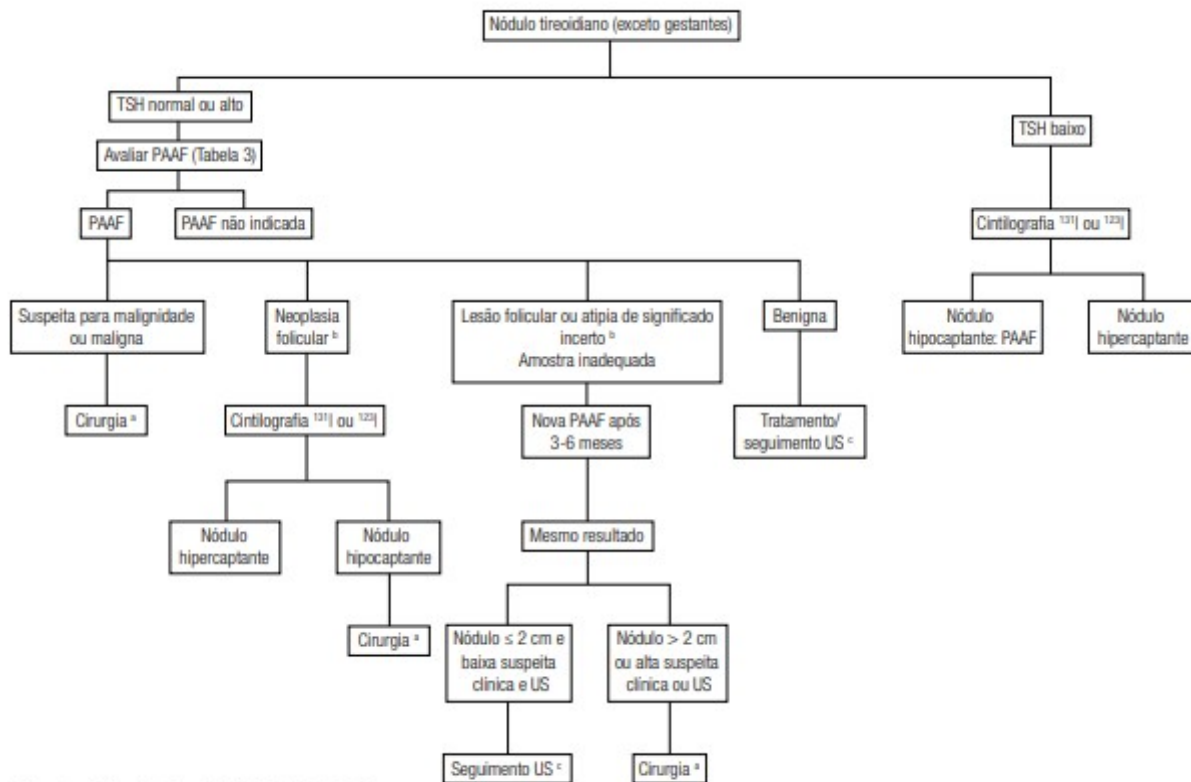 Nódulo tireoidiano (exceto gestantes)
TSH normal ou alto
TSH baixo
Avaliar PAAF (Tabela 3)
PAAF
PAAF não indicada
Cintilografia ¹³¹I ou ¹²³I
Suspeita para malignidade
ou maligna
Neoplasia
folicular ᵇ
Lesão folicular ou atipia de significado
incerto ᵇ
Amostra inadequada
Benigna
Nódulo
hipocaptante: PAAF
Nódulo
hipercaptante
Cirurgia ᵃ
Cintilografia ¹³¹I ou ¹²³I
Nova PAAF após
3-6 meses
Tratamento/
seguimento US ᶜ
Nódulo
hipercaptante
Nódulo
hipocaptante
Mesmo resultado
Cirurgia ᵃ
Nódulo ≤ 2 cm e
baixa suspeita
clínica e US
Nódulo > 2 cm
ou alta suspeita
clínica ou US
Seguimento US ᶜ
Cirurgia ᵃ